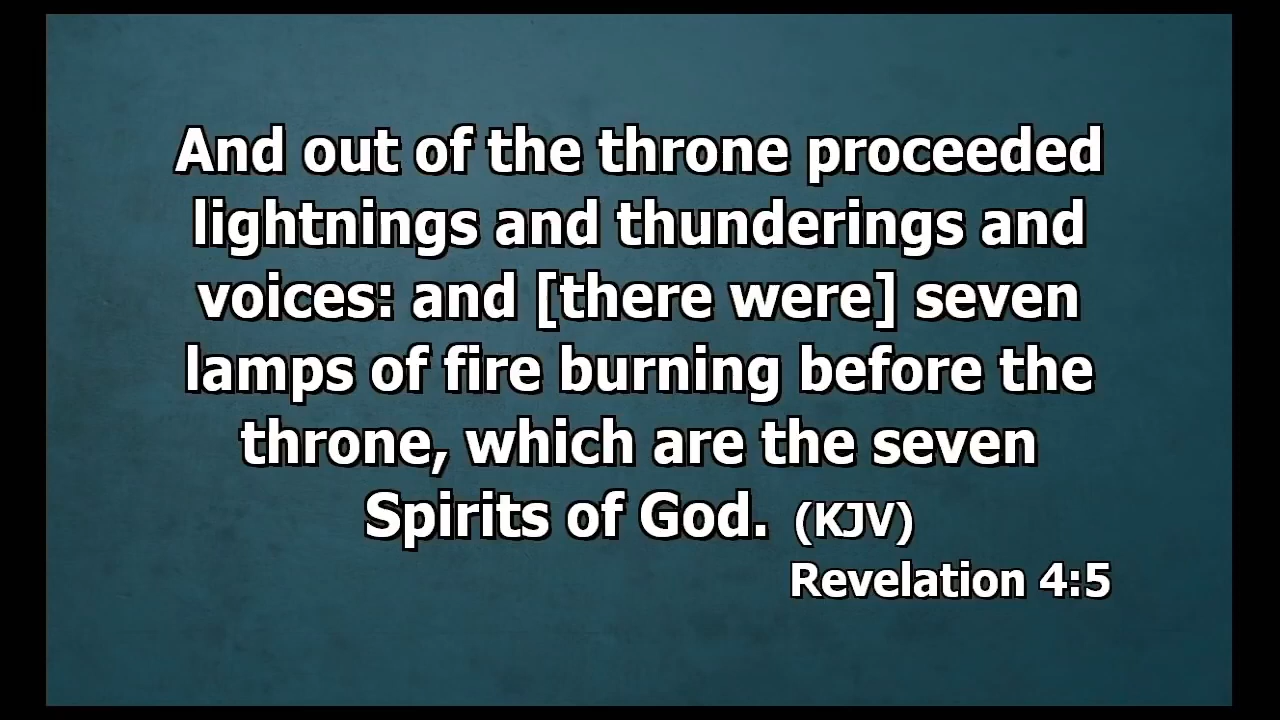 And out of the throne proceeded
lightnings and thunderings and
voices: and [there were] seven
lamps of fire burning before the
throne, which are the seven
Spirits of God. (KJV)
Revelation 4:5